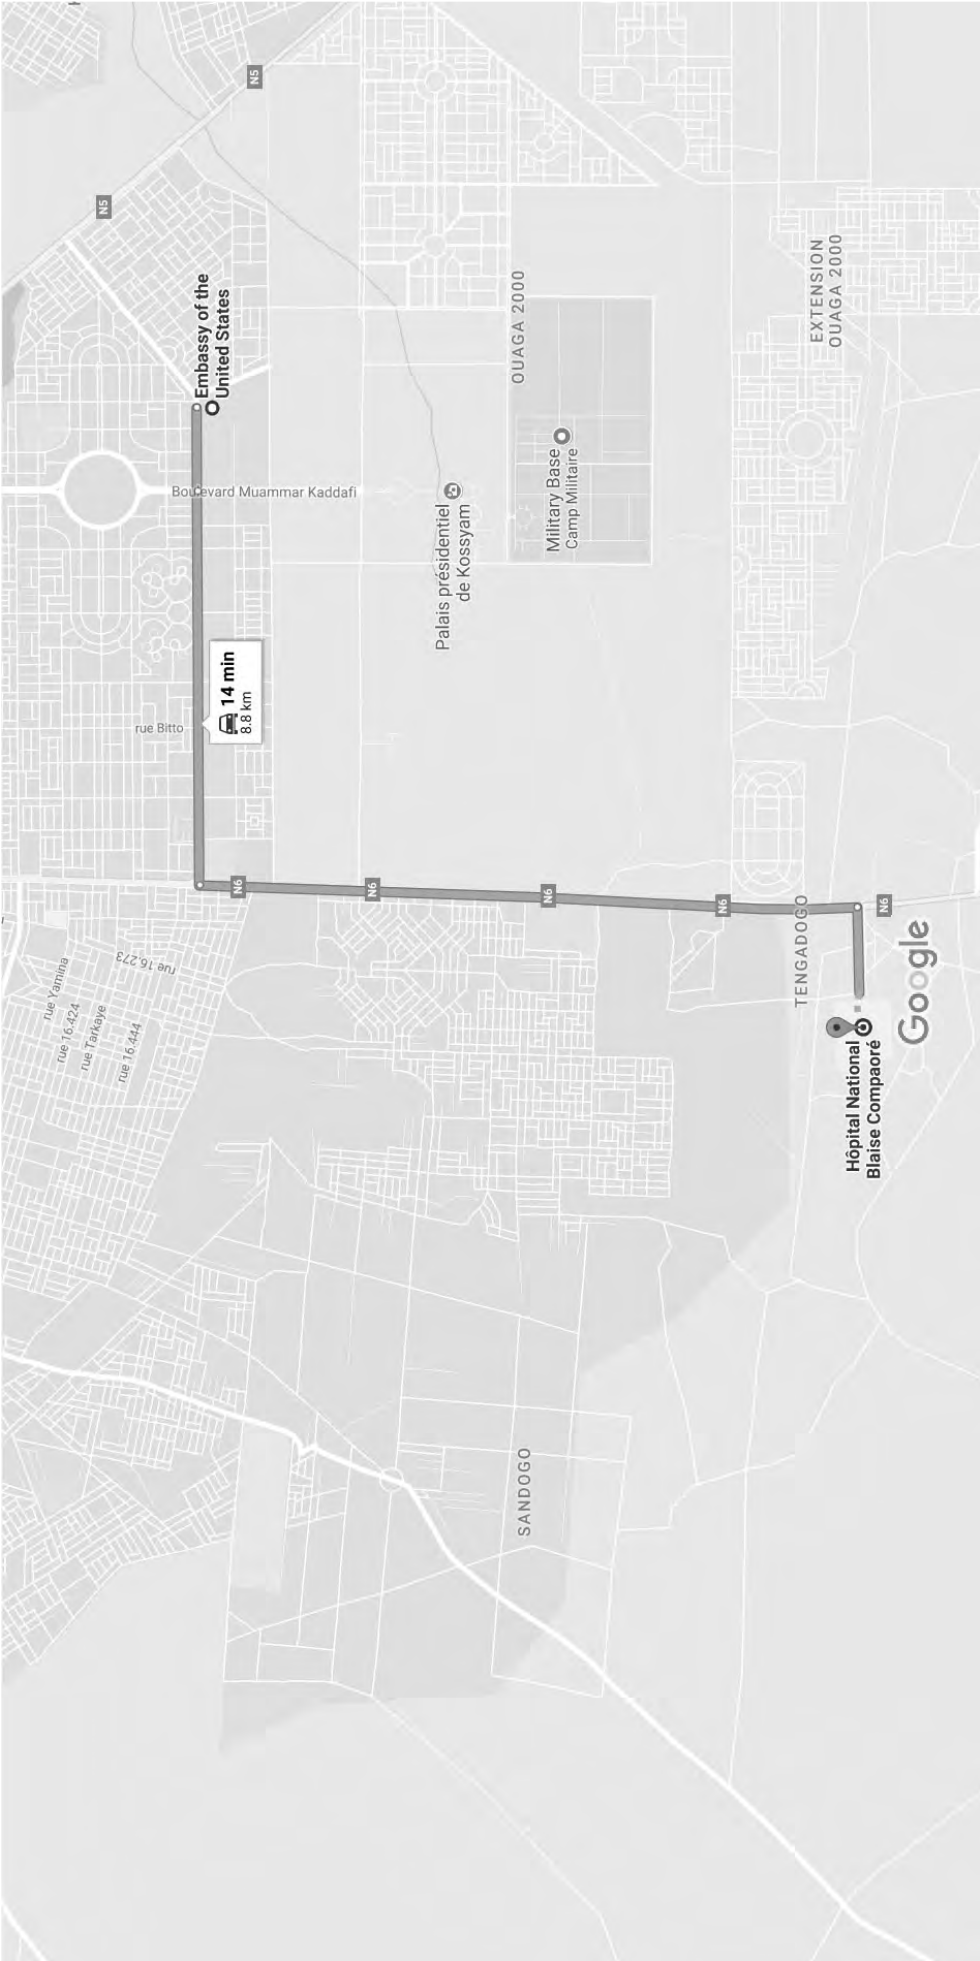 N5
rue Yamina
rue 16.424
rue Tarkaye
rue 16.444
rue 16.273
rue Bitto
Boulevard Muammar Kaddafi
Embassy of the
United States
N5
14 min
8.8 km
N6
N6
Palais présidentiel
de Kossyam
SANDOGO
OUAGA 2000
N6
Military Base
Camp Militaire
N6
TENGADOGO
EXTENSION
OUAGA 2000
Hôpital National
Blaise Compaoré
N6
Google